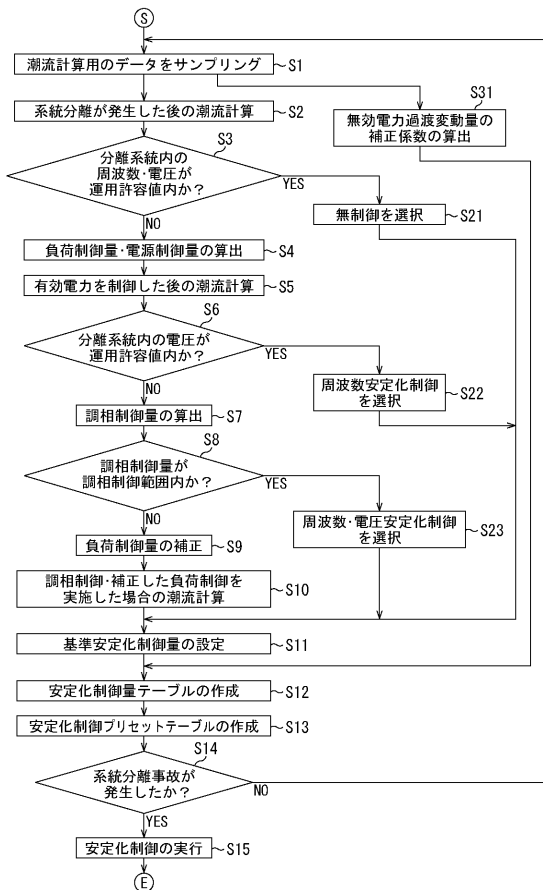 S
潮流計算用のデータをサンプリング
S1
系統分離が発生した後の潮流計算
S2
S31
無効電力過渡変動量の
補正係数の算出
S3
分離系統内の
周波数・電圧が
運用許容値内か?
YES
NO
無制御を選択
S21
負荷制御量・電源制御量の算出
S4
有効電力を制御した後の潮流計算
S5
S6
分離系統内の電圧が
運用許容値内か?
YES
NO
周波数安定化制御
を選択
S22
調相制御量の算出
S7
S8
調相制御量が
調相制御範囲内か?
YES
NO
周波数・電圧安定化制御
を選択
S23
負荷制御量の補正
S9
調相制御・補正した負荷制御を
実施した場合の潮流計算
S10
基準安定化制御量の設定
S11
安定化制御量テーブルの作成
S12
安定化制御プリセットテーブルの作成
S13
S14
系統分離事故が
発生したか?
NO
YES
安定化制御の実行
S15
E